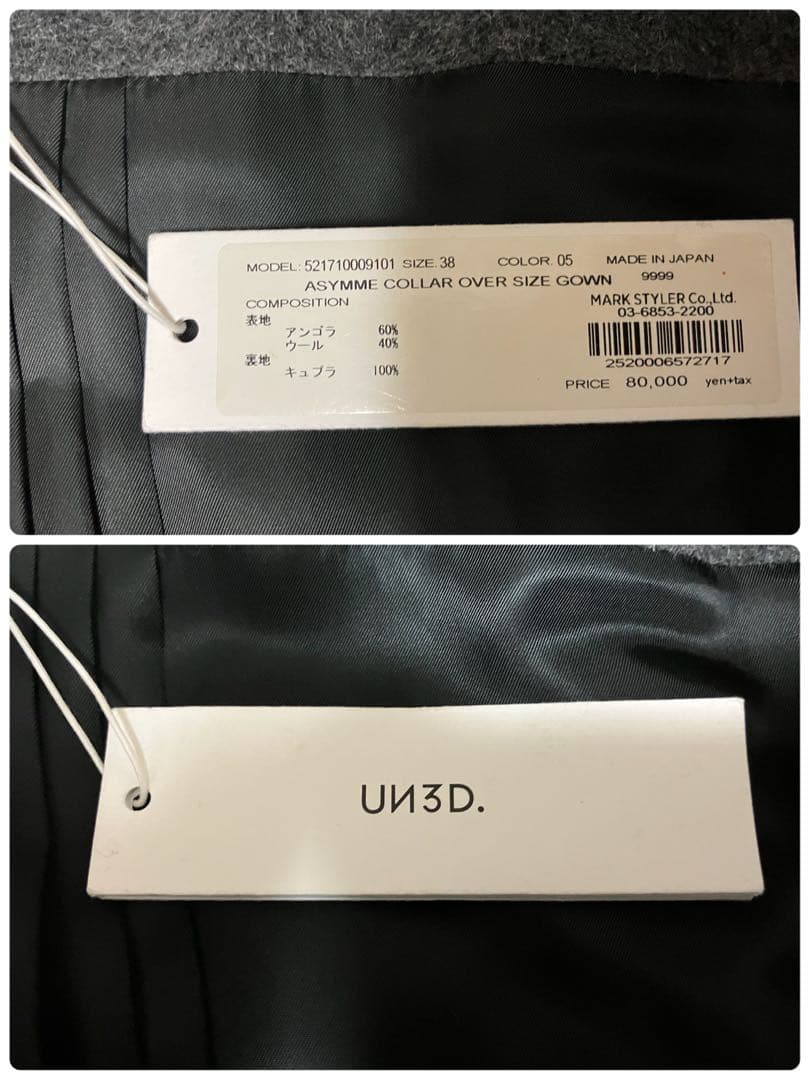 MODEL: 521710009101 SIZE. 38 COLOR. 05 MADE IN JAPAN
ASYMME COLLAR OVER SIZE GOWN 9999
COMPOSITION
表地
アンゴラ 60%
ウール 40%
裏地
キュプラ 100%
MARK STYLER Co.,Ltd.
03-6853-2200
2520006572717
PRICE 80,000 yen+tax
UИ3D.